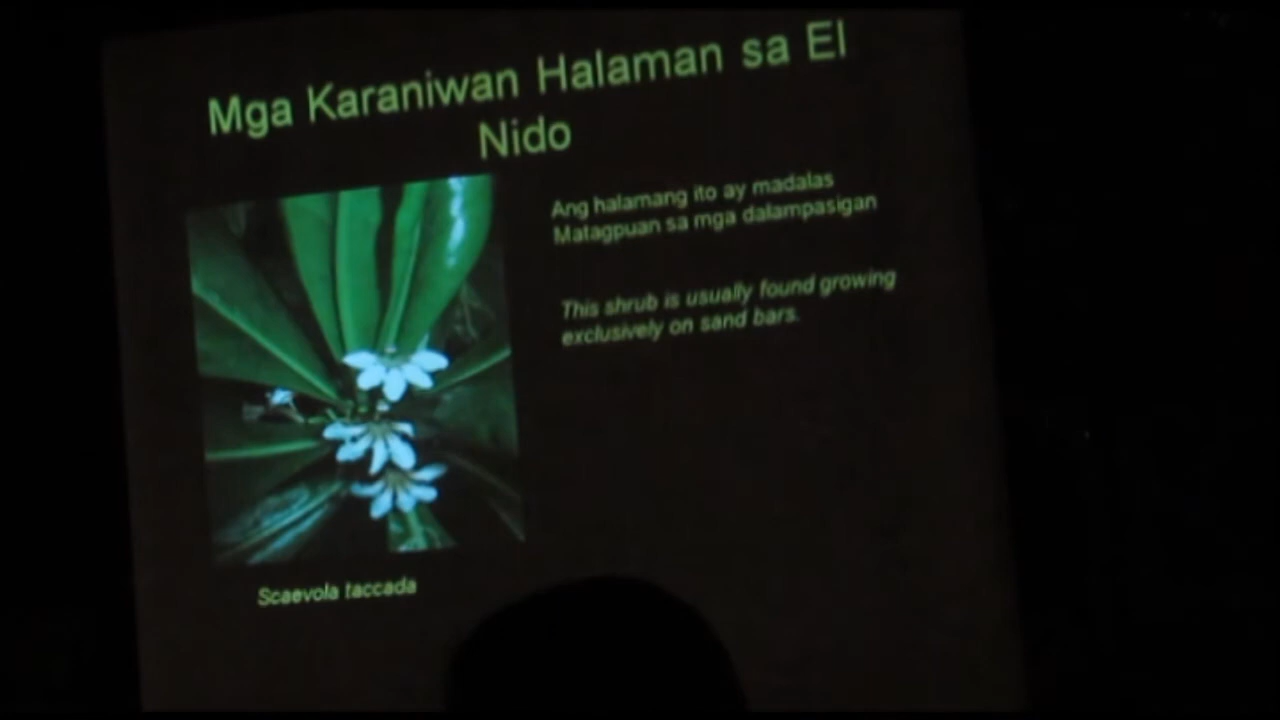 Mga Karaniwan Halaman sa El
Nido
Ang halamang ito ay madalas
Matagpuan sa mga dalampasigan
This shrub is usually found growing
exclusively on sand bars.
Scaevola taccada